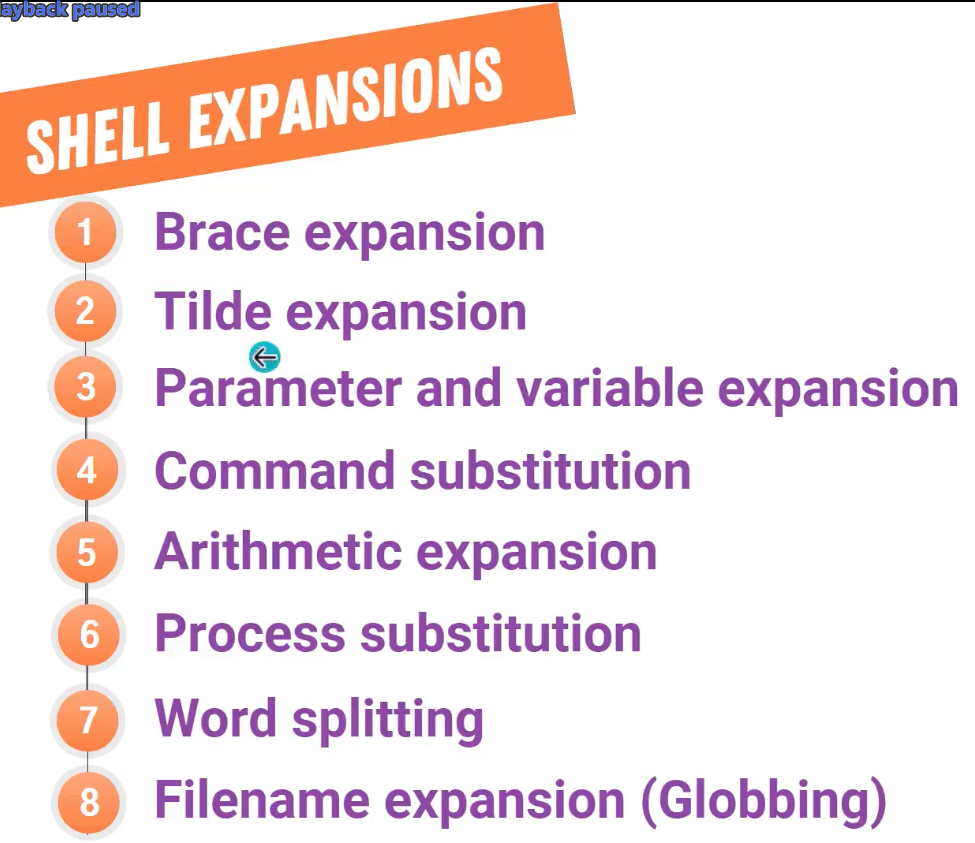 layback paused
SHELL EXPANSIONS
1 Brace expansion
2 Tilde expansion
3 Parameter and variable expansion
4 Command substitution
5 Arithmetic expansion
6 Process substitution
7 Word splitting
8 Filename expansion (Globbing)